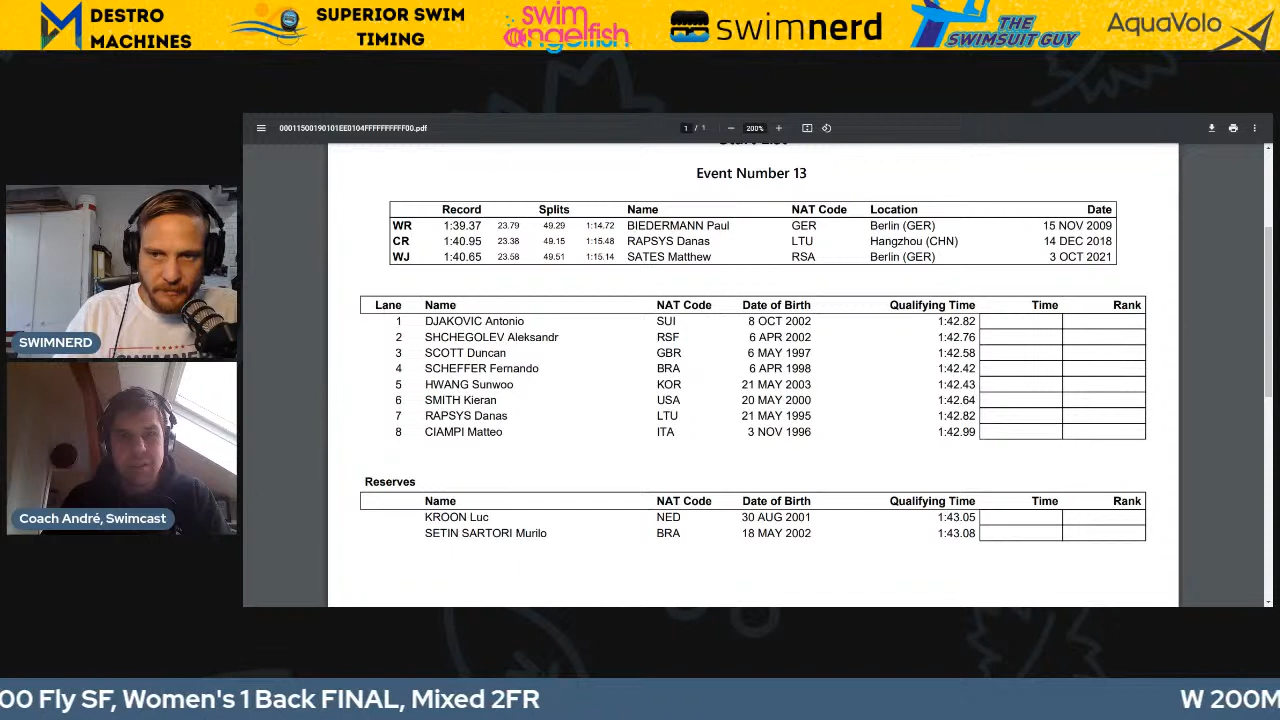 DESTRO MACHINES
SUPERIOR SWIM TIMING
swim angelfish
swimnerd
THE SWIMSUIT GUY
AquaVolo
1 / 1
200%
Event Number 13
Record Splits Name NAT Code Location Date
WR 1:39.37 23.79 49.29 1:14.72 BIEDERMANN Paul GER Berlin (GER) 15 NOV 2009
CR 1:40.95 23.38 49.15 1:15.48 RAPSYS Danas LTU Hangzhou (CHN) 14 DEC 2018
WJ 1:40.65 23.58 49.51 1:15.14 SATES Matthew RSA Berlin (GER) 3 OCT 2021
Lane Name NAT Code Date of Birth Qualifying Time Time Rank
1 DJAKOVIC Antonio SUI 8 OCT 2002 1:42.82
2 SHCHEGOLEV Aleksandr RSF 6 APR 2002 1:42.76
3 SCOTT Duncan GBR 6 MAY 1997 1:42.58
4 SCHEFFER Fernando BRA 6 APR 1998 1:42.42
5 HWANG Sunwoo KOR 21 MAY 2003 1:42.43
6 SMITH Kieran USA 20 MAY 2000 1:42.64
7 RAPSYS Danas LTU 21 MAY 1995 1:42.82
8 CIAMPI Matteo ITA 3 NOV 1996 1:42.99
Reserves
Name NAT Code Date of Birth Qualifying Time Time Rank
KROON Luc NED 30 AUG 2001 1:43.05
SETIN SARTORI Murilo BRA 18 MAY 2002 1:43.08
SWIMNERD
Coach André, Swimcast
00 Fly SF, Women's 1 Back FINAL, Mixed 2FR
W 200M